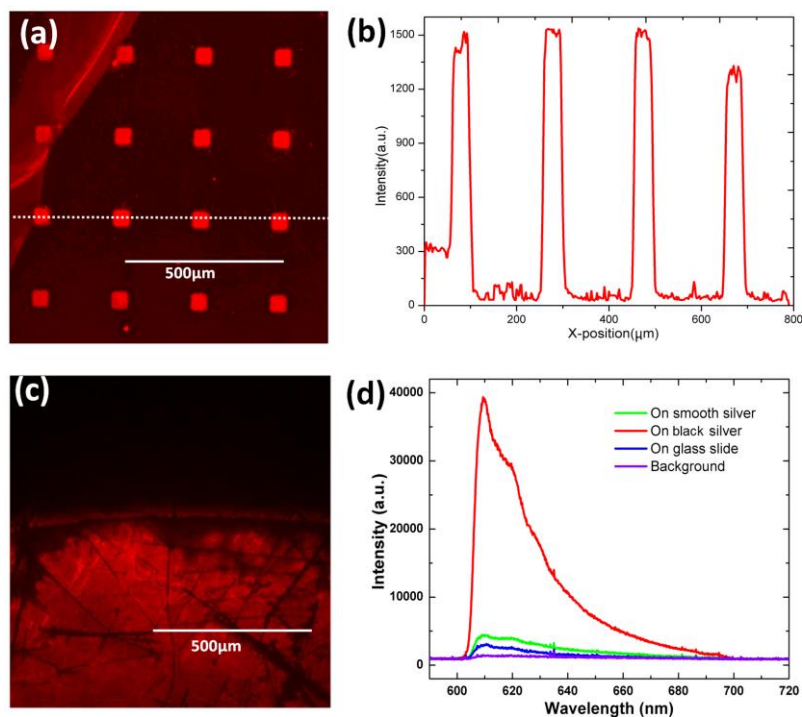 (a)
500μm
(b)
Intensity(a.u.)
1500
1200
900
600
300
0
0 200 400 600 800
X-position(μm)
(c)
500μm
(d)
Intensity (a.u.)
40000
30000
20000
10000
0
On smooth silver
On black silver
On glass slide
Background
600 620 640 660 680 700 720
Wavelength (nm)